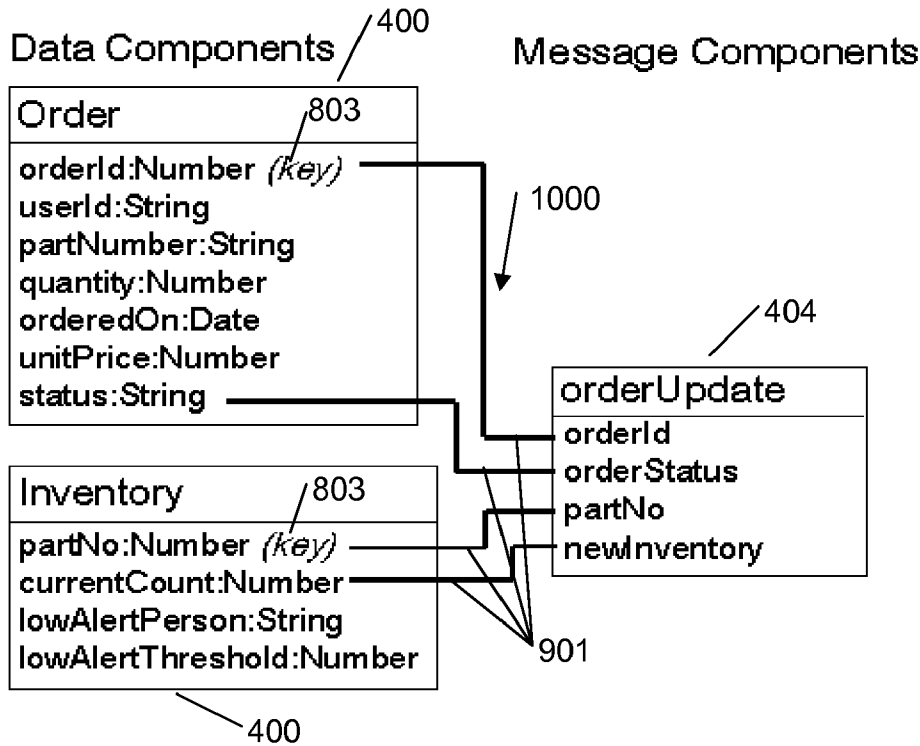 400
Data Components
Message Components
Order
803
orderId:Number (key)
userId:String
partNumber:String
quantity:Number
orderedOn:Date
unitPrice:Number
status:String
1000
404
orderUpdate
orderId
orderStatus
partNo
newInventory
Inventory
803
partNo:Number (key)
currentCount:Number
lowAlertPerson:String
lowAlertThreshold:Number
901
400